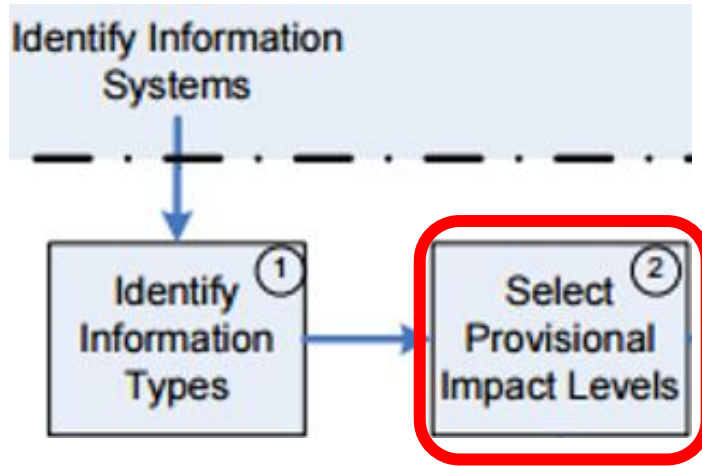 Identify Information
Systems
1
Identify
Information
Types
2
Select
Provisional
Impact Levels